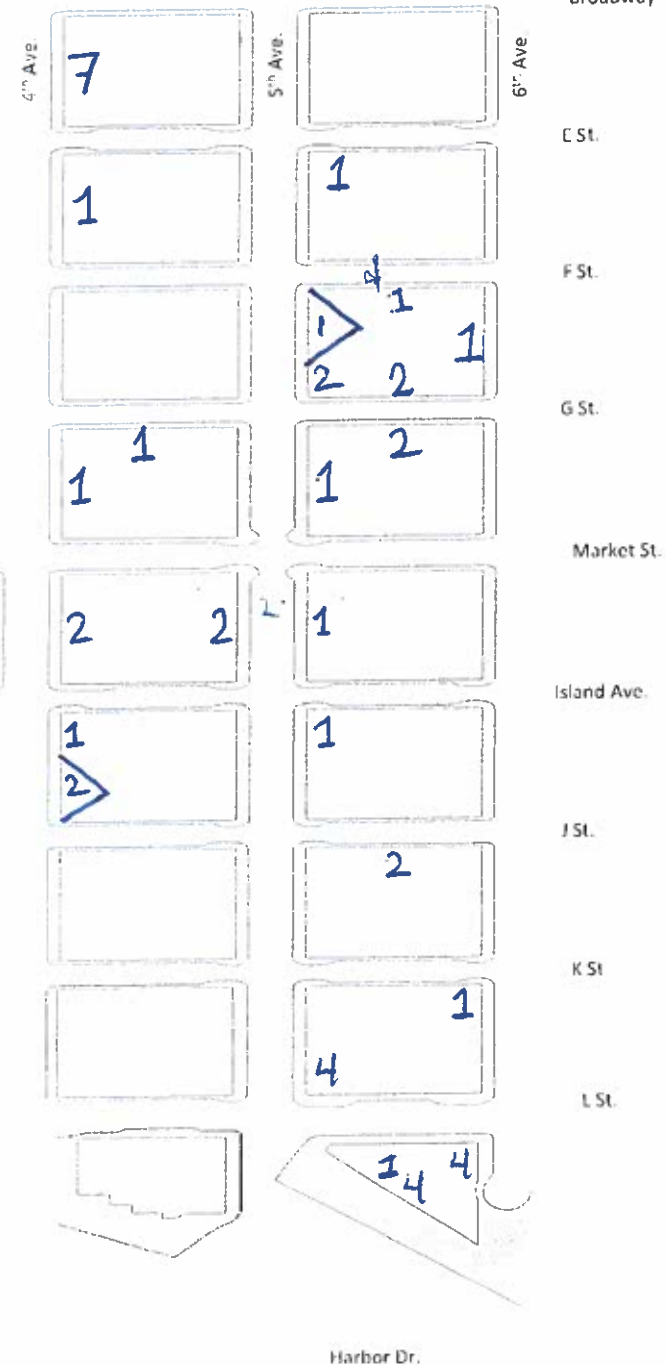 Broadway
4th Ave.
5th Ave.
6th Ave
7
E St.
1
1
F St.
1
1
1
2
2
G St.
1
2
1
1
Market St.
2
2
1
Island Ave.
1
1
2
J St.
2
K St
1
4
L St.
1
4
4
Harbor Dr.